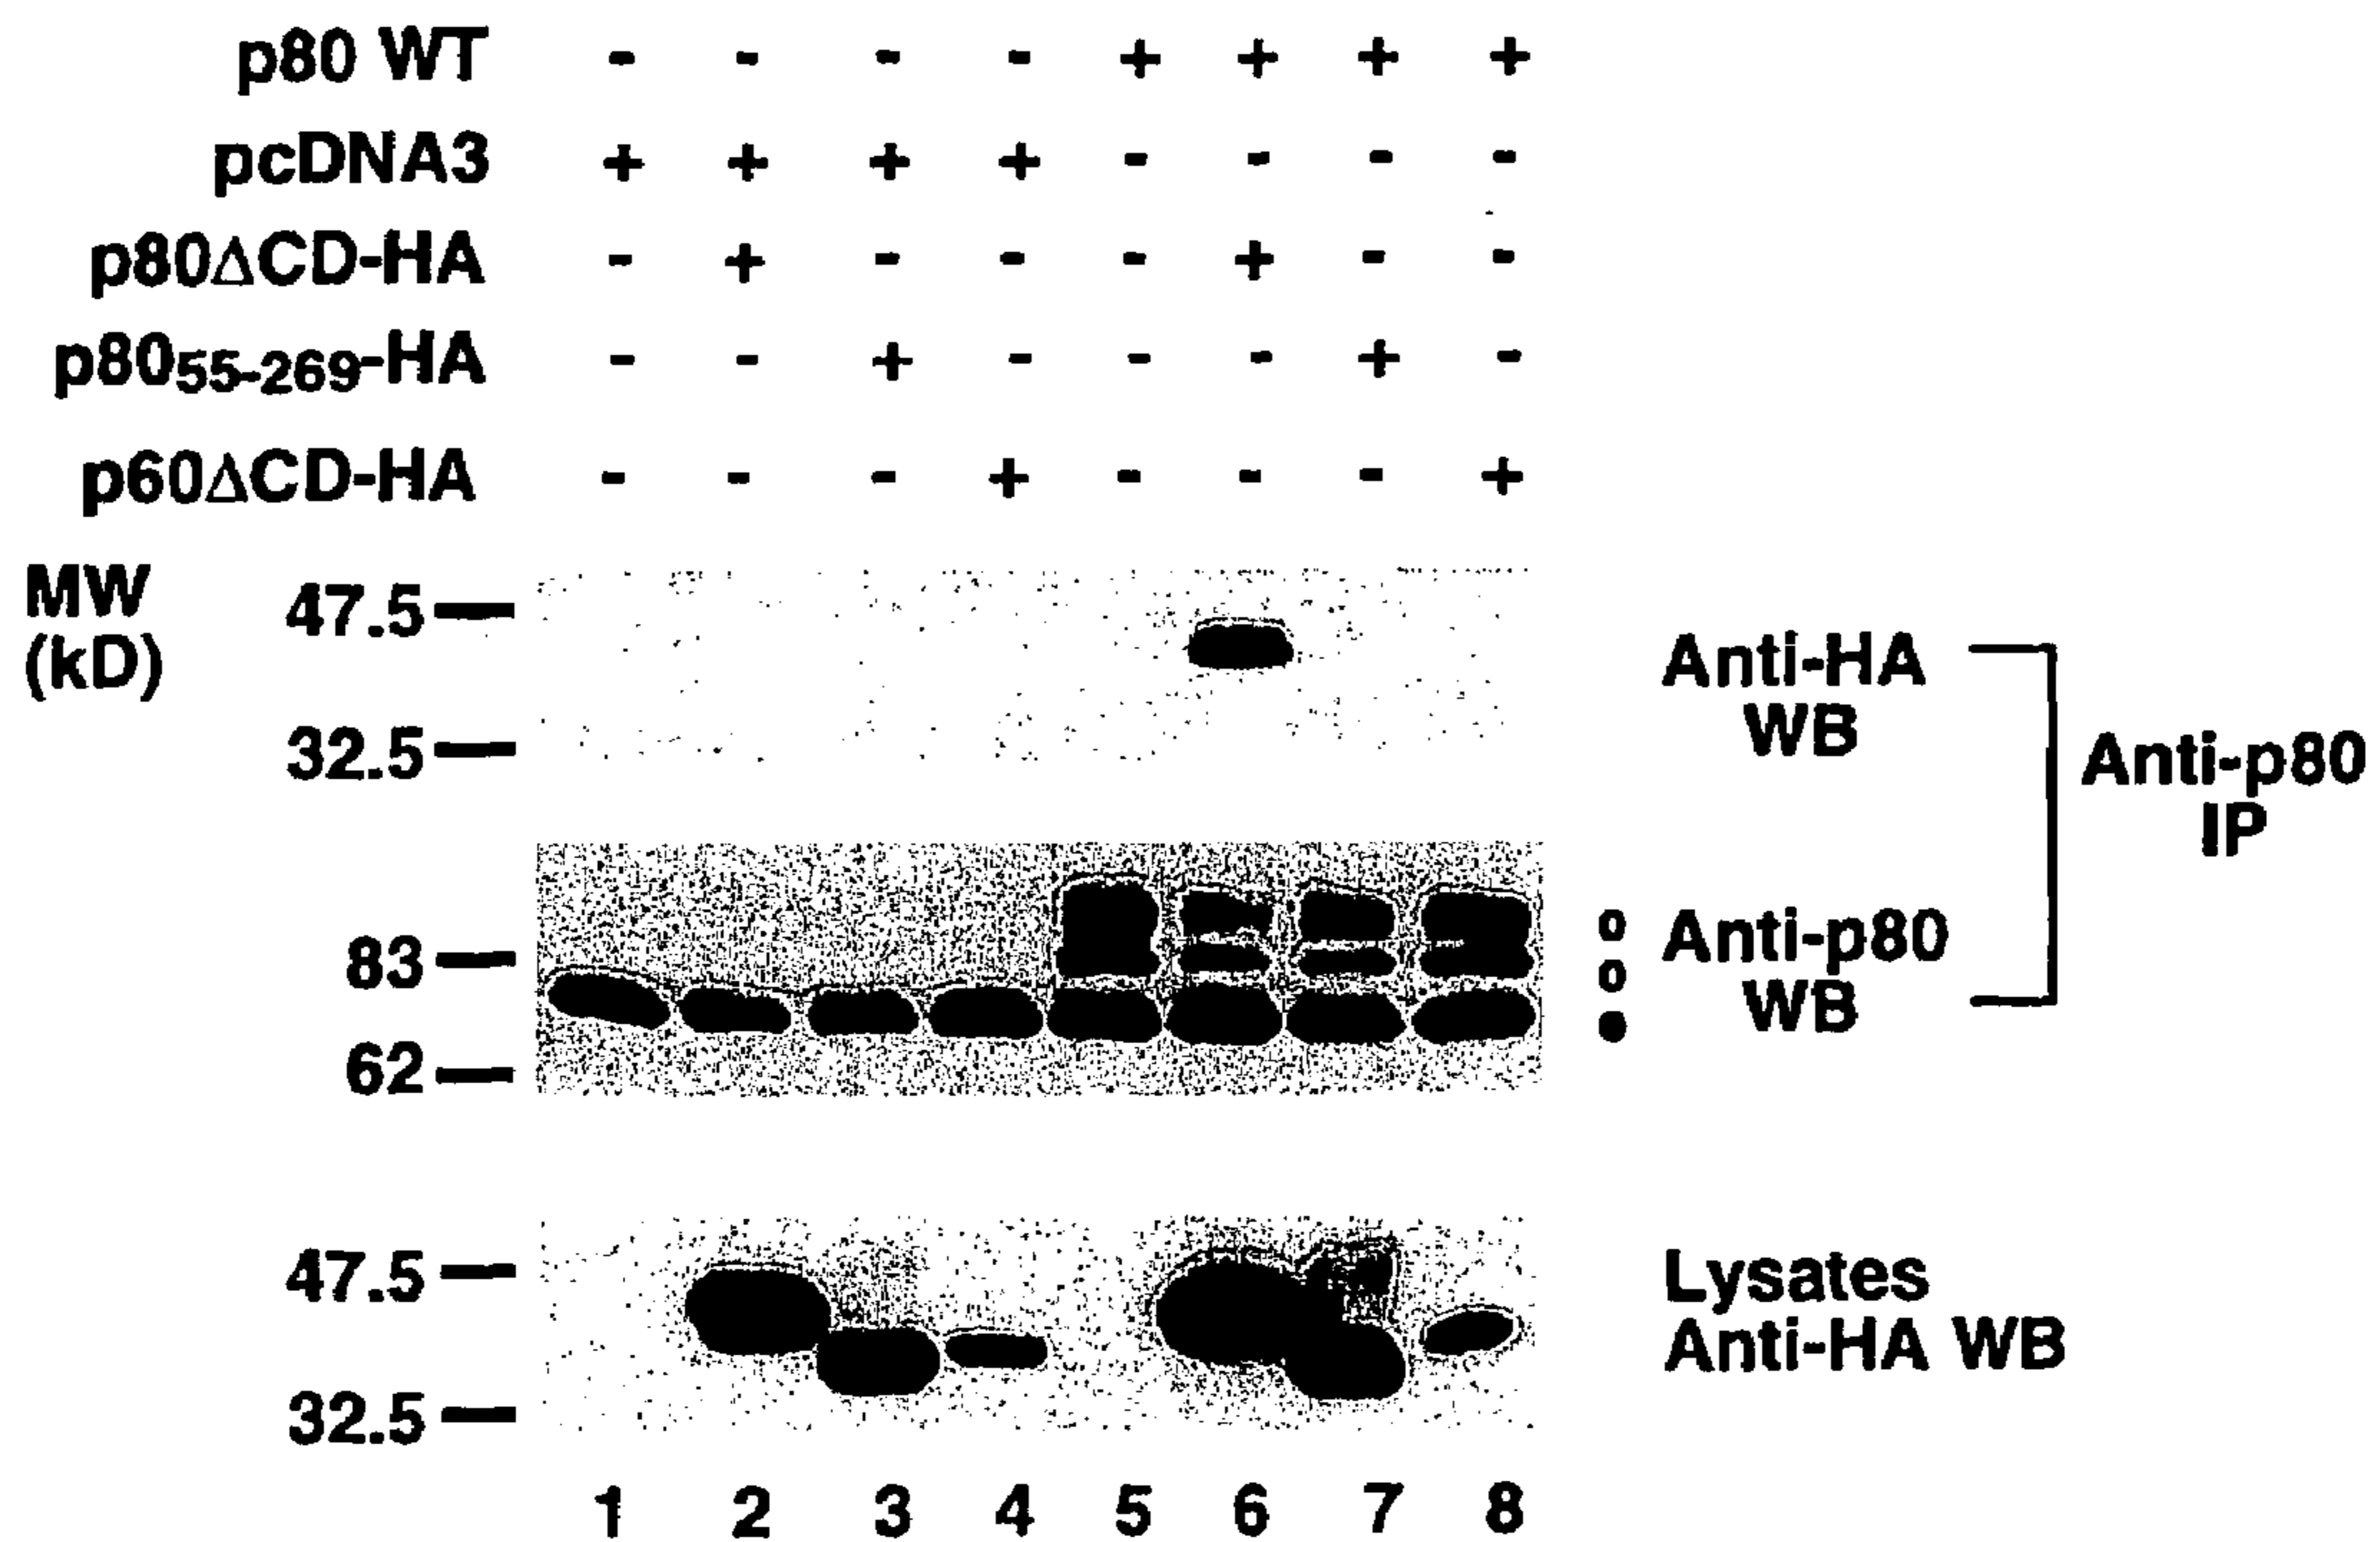 p80 WT - - - - + + + +
pcDNA3 + + + + - - - -
p80ΔCD-HA - + - - - + - -
p80₅₅₋₂₆₉-HA - - + - - - + -
p60ΔCD-HA - - - + - - - +
MW
(kD)
47.5
32.5
Anti-HA
WB
Anti-p80
IP
83
62
Anti-p80
WB
47.5
32.5
Lysates
Anti-HA WB
1 2 3 4 5 6 7 8